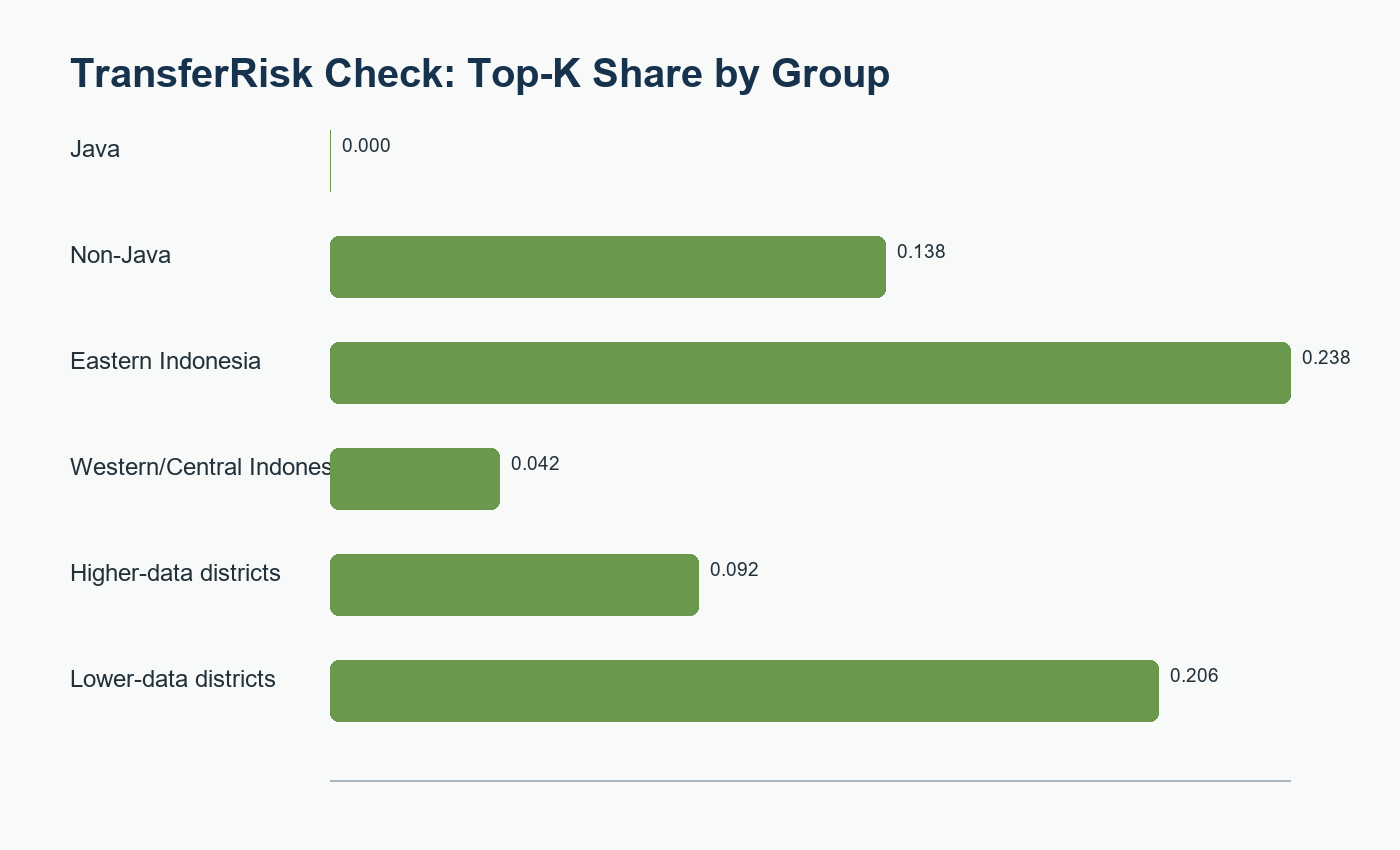 TransferRisk Check: Top-K Share by Group
Java
0.000
Non-Java
0.138
Eastern Indonesia
0.238
Western/Central Indones
0.042
Higher-data districts
0.092
Lower-data districts
0.206